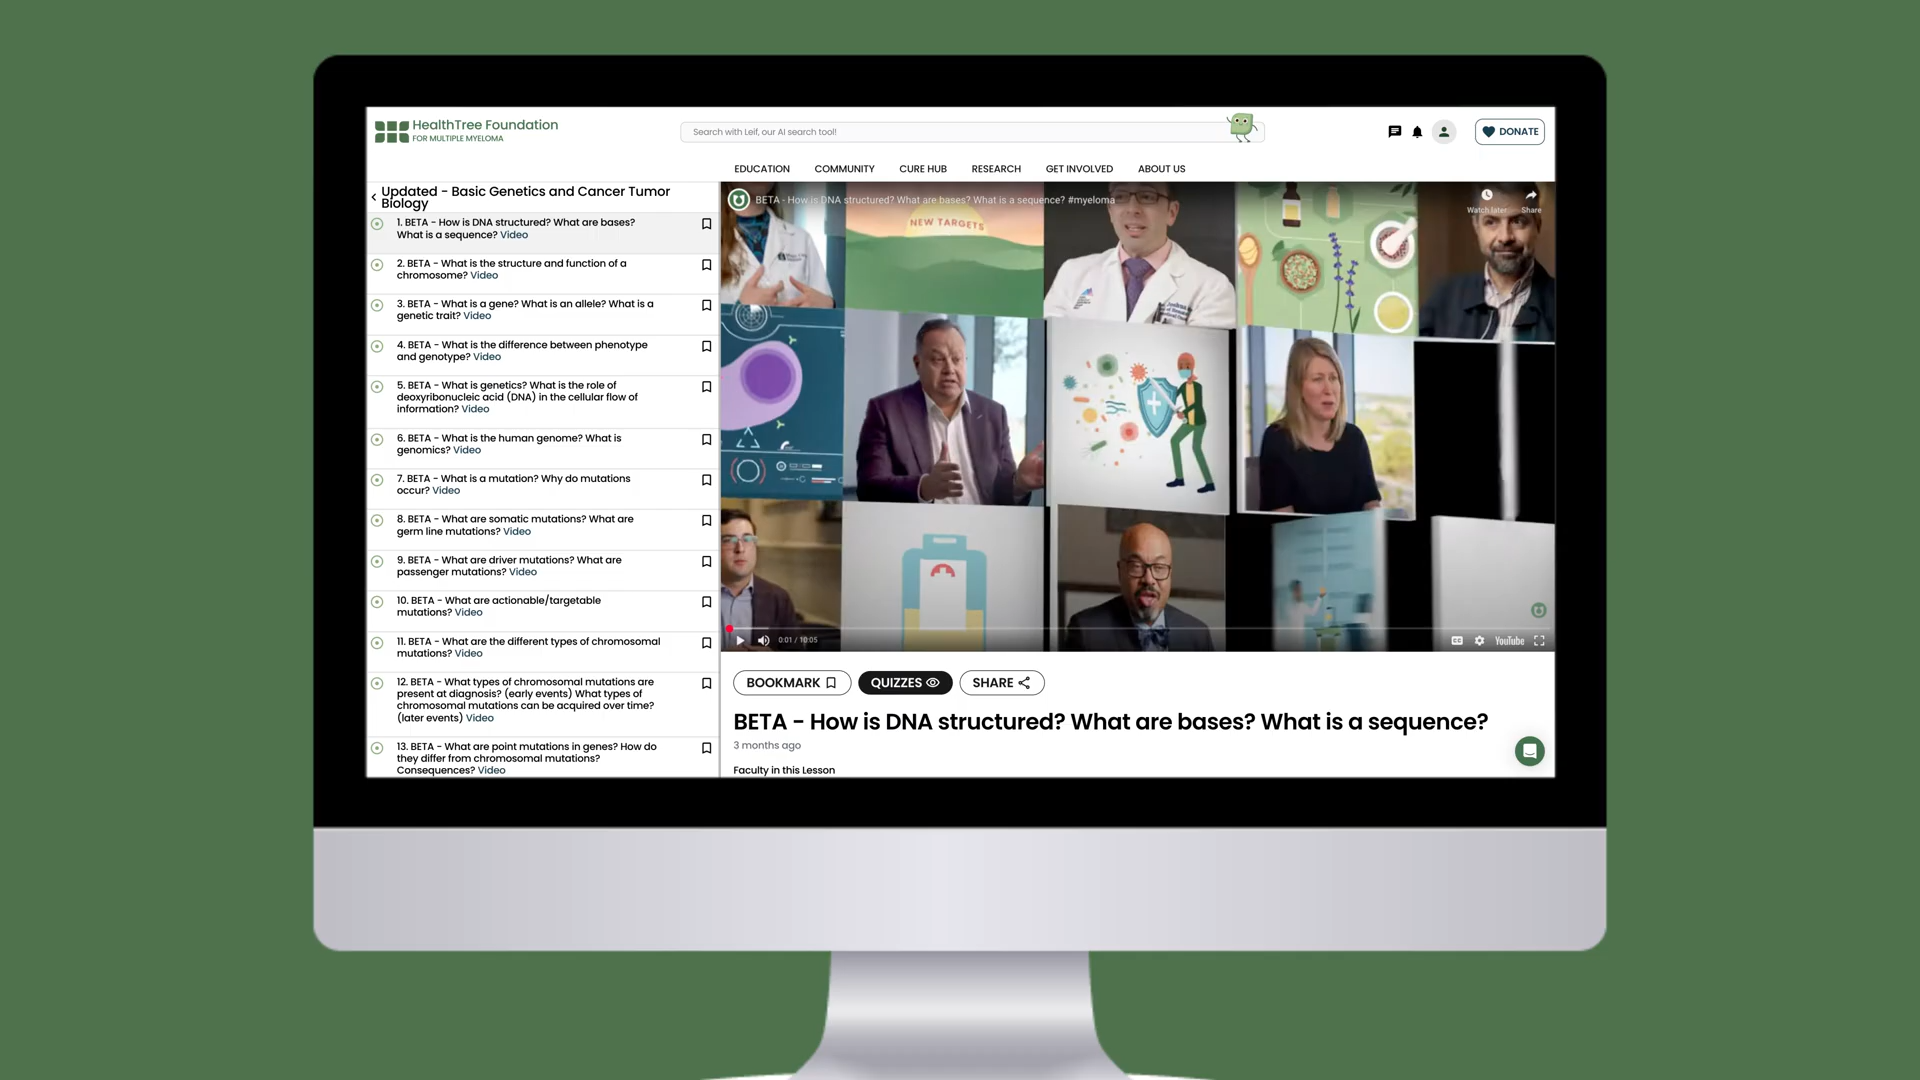 HealthTree Foundation
FOR MULTIPLE MYELOMA
Search with Leif, our AI search tool!
DONATE
EDUCATION COMMUNITY CURE HUB RESEARCH GET INVOLVED ABOUT US
Updated - Basic Genetics and Cancer Tumor
Biology
1. BETA - How is DNA structured? What are bases?
What is a sequence? Video
2. BETA - What is the structure and function of a
chromosome? Video
3. BETA - What is a gene? What is an allele? What is a
genetic trait? Video
4. BETA - What is the difference between phenotype
and genotype? Video
5. BETA - What is genetics? What is the role of
deoxyribonucleic acid (DNA) in the cellular flow of
information? Video
6. BETA - What is the human genome? What is
genomics? Video
7. BETA - What is a mutation? Why do mutations
occur? Video
8. BETA - What are somatic mutations? What are
germ line mutations? Video
9. BETA - What are driver mutations? What are
passenger mutations? Video
10. BETA - What are actionable/targetable
mutations? Video
11. BETA - What are the different types of chromosomal
mutations? Video
12. BETA - What types of chromosomal mutations are
present at diagnosis? (early events) What types of
chromosomal mutations can be acquired over time?
(later events) Video
13. BETA - What are point mutations in genes? How do
they differ from chromosomal mutations?
Consequences? Video
BETA - How is DNA structured? What are bases? What is a sequence? #myeloma
Watch later Share
NEW TARGETS
0:01 / 10:05
CC
YouTube
BOOKMARK QUIZZES SHARE
BETA - How is DNA structured? What are bases? What is a sequence?
3 months ago
Faculty in this Lesson